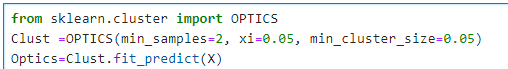 from sklearn.cluster import OPTICS
Clust =OPTICS(min_samples=2, xi=0.05, min_cluster_size=0.05)
Optics=Clust.fit_predict(X)